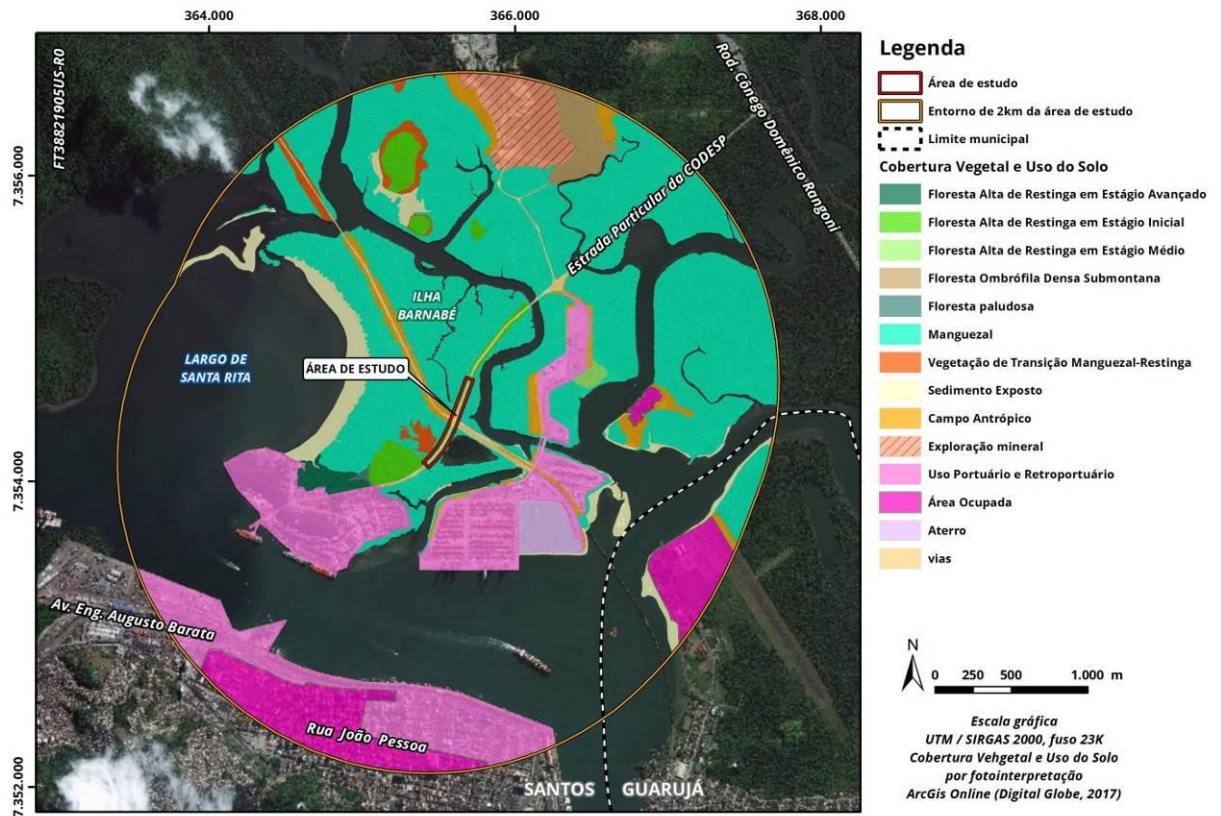 364.000
366.000
368.000
7.356.000
7.354.000
7.352.000
FT38821905US-R0
Rod. Cônego Domênico Rangoni
Estrada Particular da CODESP
ILHA
BARNABÉ
LARGO DE
SANTA RITA
ÁREA DE ESTUDO
Av. Eng. Augusto Barata
Rua João Pessoa
SANTOS
GUARUJÁ
Legenda
Área de estudo
Entorno de 2km da área de estudo
Limite municipal
Cobertura Vegetal e Uso do Solo
Floresta Alta de Restinga em Estágio Avançado
Floresta Alta de Restinga em Estágio Inicial
Floresta Alta de Restinga em Estágio Médio
Floresta Ombrófila Densa Submontana
Floresta paludosa
Manguezal
Vegetação de Transição Manguezal-Restinga
Sedimento Exposto
Campo Antrópico
Exploração mineral
Uso Portuário e Retroportuário
Área Ocupada
Aterro
vias
N
0 250 500 1.000 m
Escala gráfica
UTM / SIRGAS 2000, fuso 23K
Cobertura Vehgetal e Uso do Solo
por fotointerpretação
ArcGis Online (Digital Globe, 2017)